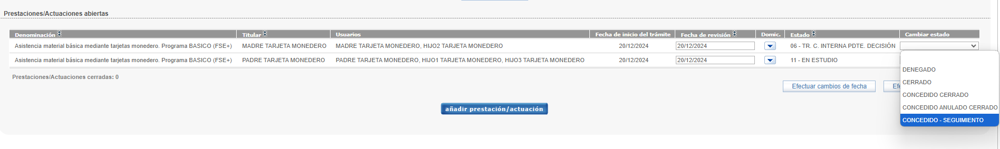 Prestaciones/Actuaciones abiertas
Denominación Titular Usuarios Fecha de inicio del trámite Fecha de revisión Domic. Estado Cambiar estado
Asistencia material básica mediante tarjetas monedero. Programa BASICO (FSE+) MADRE TARJETA MONEDERO MADRE TARJETA MONEDERO, HIJO2 TARJETA MONEDERO 20/12/2024 20/12/2024 06 - TR. C. INTERNA PDTE. DECISIÓN
Asistencia material básica mediante tarjetas monedero. Programa BASICO (FSE+) PADRE TARJETA MONEDERO PADRE TARJETA MONEDERO, HIJO1 TARJETA MONEDERO, HIJO3 TARJETA MONEDERO 20/12/2024 20/12/2024 11 - EN ESTUDIO
DENEGADO
CERRADO
CONCEDIDO CERRADO
CONCEDIDO ANULADO CERRADO
CONCEDIDO - SEGUIMIENTO
Prestaciones/Actuaciones cerradas: 0
Efectuar cambios de fecha
añadir prestación/actuación